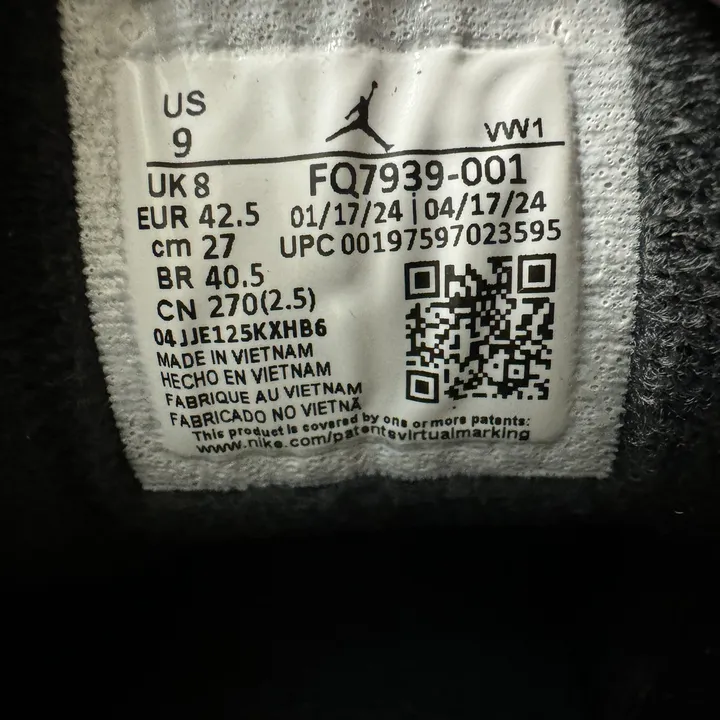 US
9
VW1
UK 8
FQ7939-001
EUR 42.5
01/17/24 | 04/17/24
cm 27
UPC 00197597023595
BR 40.5
CN 270(2.5)
04JJE125KXHB6
MADE IN VIETNAM
HECHO EN VIETNAM
FABRIQUE AU VIETNAM
FABRICADO NO VIETNÃ
This product is covered by one or more patents:
www.nike.com/patentsvirtualmarking